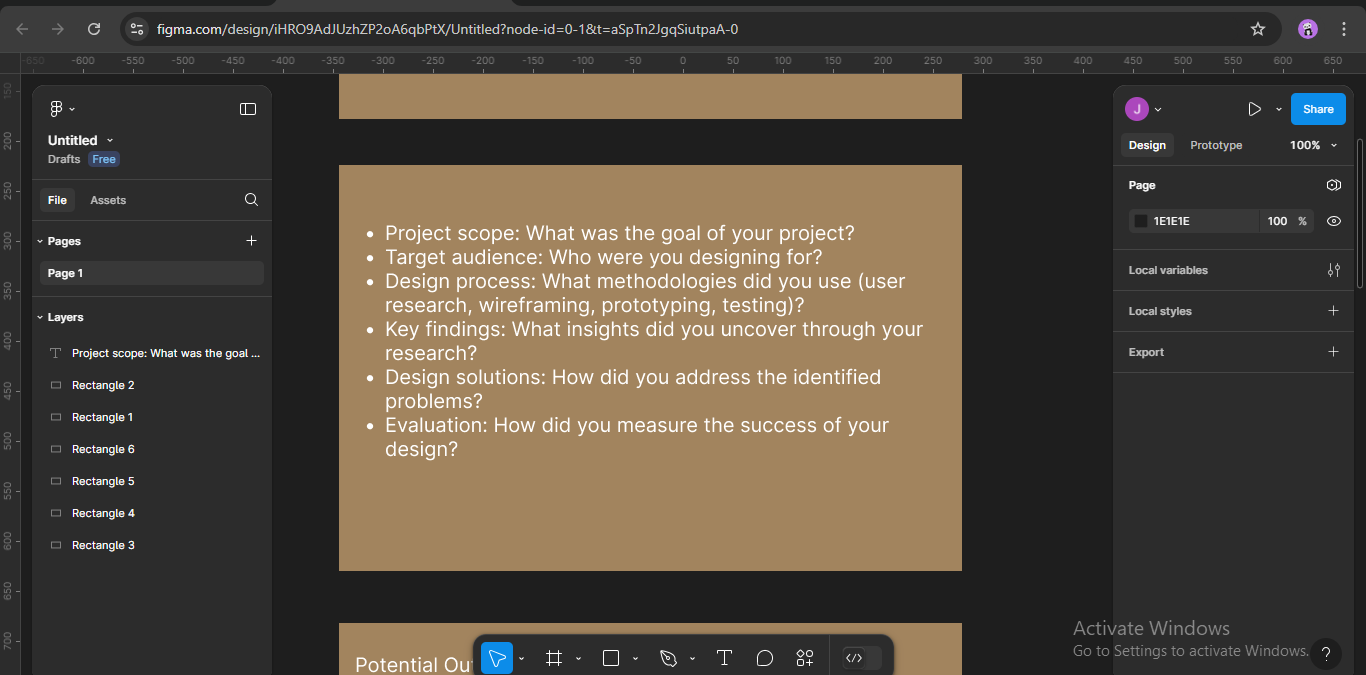 figma.com/design/iHRO9AdJUzhZP2oA6qbPtX/Untitled?node-id=0-1&t=aSpTn2JgqSiutpaA-0
-650 -600 -550 -500 -450 -400 -350 -300 -250 -200 -150 -100 -50 0 50 100 150 200 250 300 350 400 450 500 550 600 650
150
200
250
300
350
400
450
500
550
600
650
700
Untitled
Drafts Free
File Assets
Pages
Page 1
Layers
Project scope: What was the goal ...
Rectangle 2
Rectangle 1
Rectangle 6
Rectangle 5
Rectangle 4
Rectangle 3
• Project scope: What was the goal of your project?
• Target audience: Who were you designing for?
• Design process: What methodologies did you use (user
research, wireframing, prototyping, testing)?
• Key findings: What insights did you uncover through your
research?
• Design solutions: How did you address the identified
problems?
• Evaluation: How did you measure the success of your
design?
Potential
J
Share
Design Prototype 100%
Page
1E1E1E 100 %
Local variables
Local styles
Export
Activate Windows
Go to Settings to activate Windows.
?